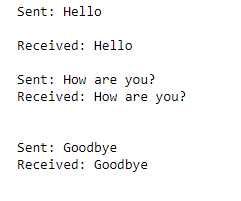 Sent: Hello
Received: Hello
Sent: How are you?
Received: How are you?
Sent: Goodbye
Received: Goodbye